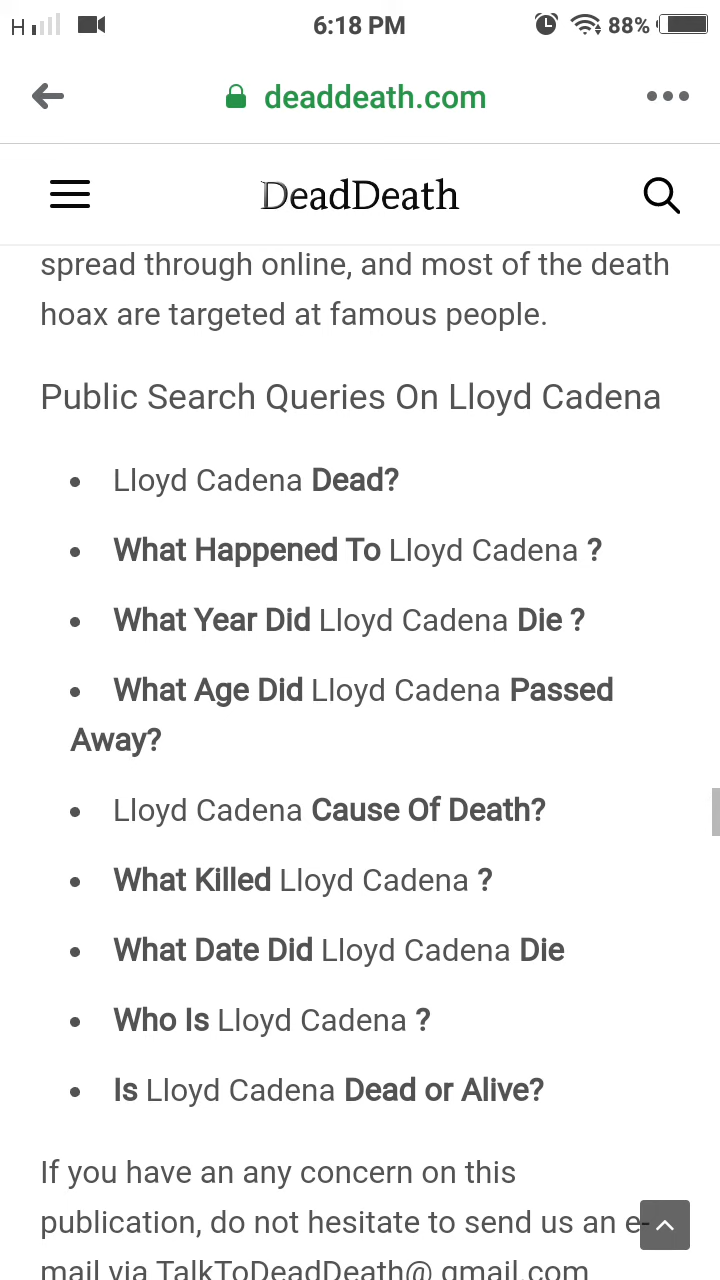 H 6:18 PM 88%
deaddeath.com
DeadDeath
spread through online, and most of the death
hoax are targeted at famous people.
Public Search Queries On Lloyd Cadena
• Lloyd Cadena Dead?
• What Happened To Lloyd Cadena ?
• What Year Did Lloyd Cadena Die ?
• What Age Did Lloyd Cadena Passed
Away?
• Lloyd Cadena Cause Of Death?
• What Killed Lloyd Cadena ?
• What Date Did Lloyd Cadena Die
• Who Is Lloyd Cadena ?
• Is Lloyd Cadena Dead or Alive?
If you have an any concern on this
publication, do not hesitate to send us an e-
mail via TalkToDeadDeath@ gmail.com